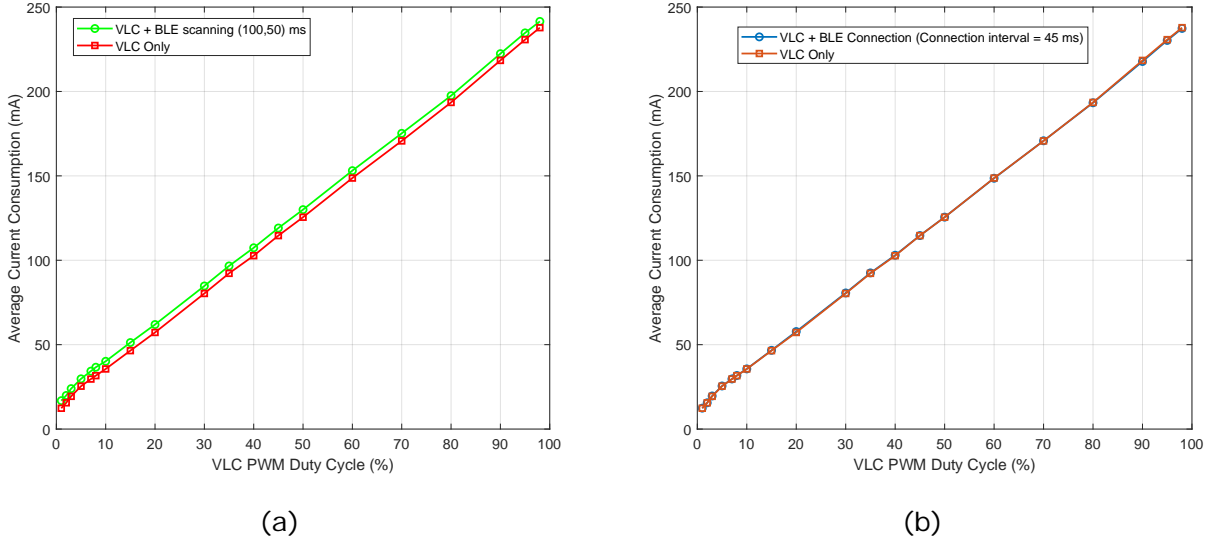 250
200
150
100
50
0
0 10 20 30 40 50 60 70 80 90 100
Average Current Consumption (mA)
VLC PWM Duty Cycle (%)
VLC + BLE scanning (100,50) ms
VLC Only
(a)
250
200
150
100
50
0
0 10 20 30 40 50 60 70 80 90 100
Average Current Consumption (mA)
VLC PWM Duty Cycle (%)
VLC + BLE Connection (Connection interval = 45 ms)
VLC Only
(b)